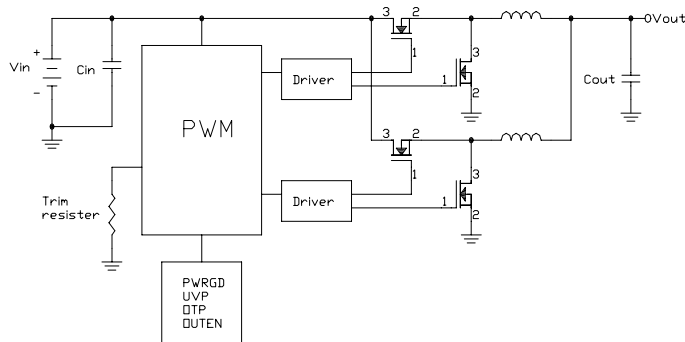 3 2
0Vout
+
Vin
-
Cin
1
3
1
2
Driver
Cout
PWM
3 2
1
3
1
2
Driver
Trim
resister
PWRGD
UVP
OTP
OUTEN